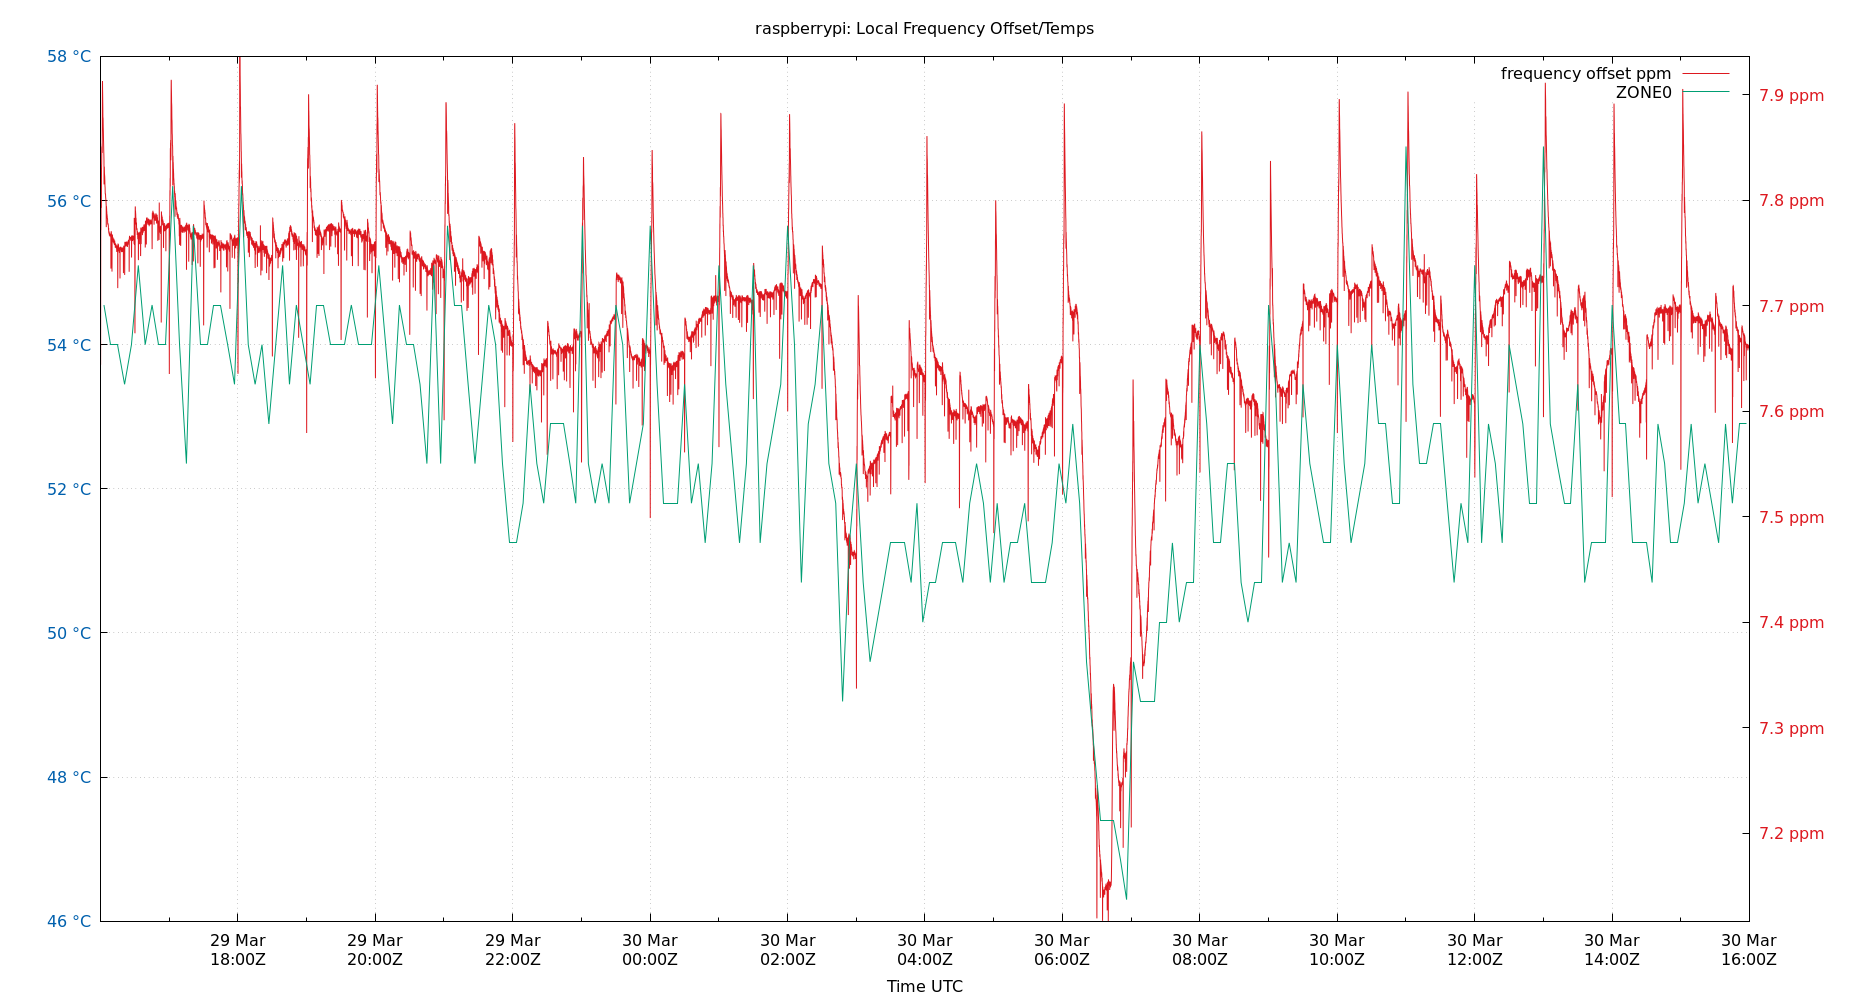 raspberrypi: Local Frequency Offset/Temps
58 °C
56 °C
54 °C
52 °C
50 °C
48 °C
46 °C
frequency offset ppm
ZONE0
7.9 ppm
7.8 ppm
7.7 ppm
7.6 ppm
7.5 ppm
7.4 ppm
7.3 ppm
7.2 ppm
29 Mar 29 Mar 29 Mar 30 Mar 30 Mar 30 Mar 30 Mar 30 Mar 30 Mar 30 Mar 30 Mar 30 Mar
18:00Z 20:00Z 22:00Z 00:00Z 02:00Z 04:00Z 06:00Z 08:00Z 10:00Z 12:00Z 14:00Z 16:00Z
Time UTC